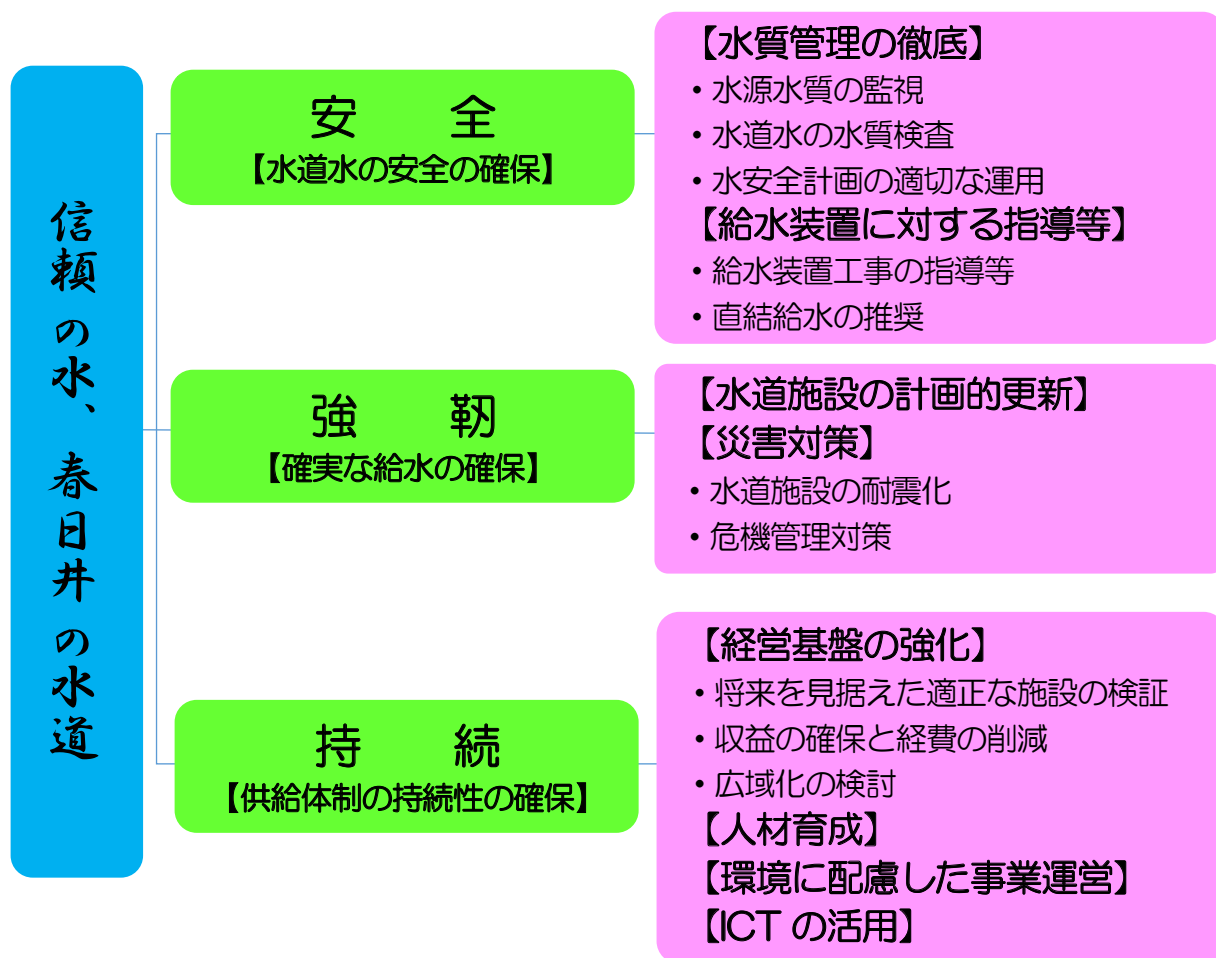 信頼の水、春日井の水道
安　全
【水道水の安全の確保】
【水質管理の徹底】
・水源水質の監視
・水道水の水質検査
・水安全計画の適切な運用
【給水装置に対する指導等】
・給水装置工事の指導等
・直結給水の推奨
強　靭
【確実な給水の確保】
【水道施設の計画的更新】
【災害対策】
・水道施設の耐震化
・危機管理対策
持　続
【供給体制の持続性の確保】
【経営基盤の強化】
・将来を見据えた適正な施設の検証
・収益の確保と経費の削減
・広域化の検討
【人材育成】
【環境に配慮した事業運営】
【ICT の活用】